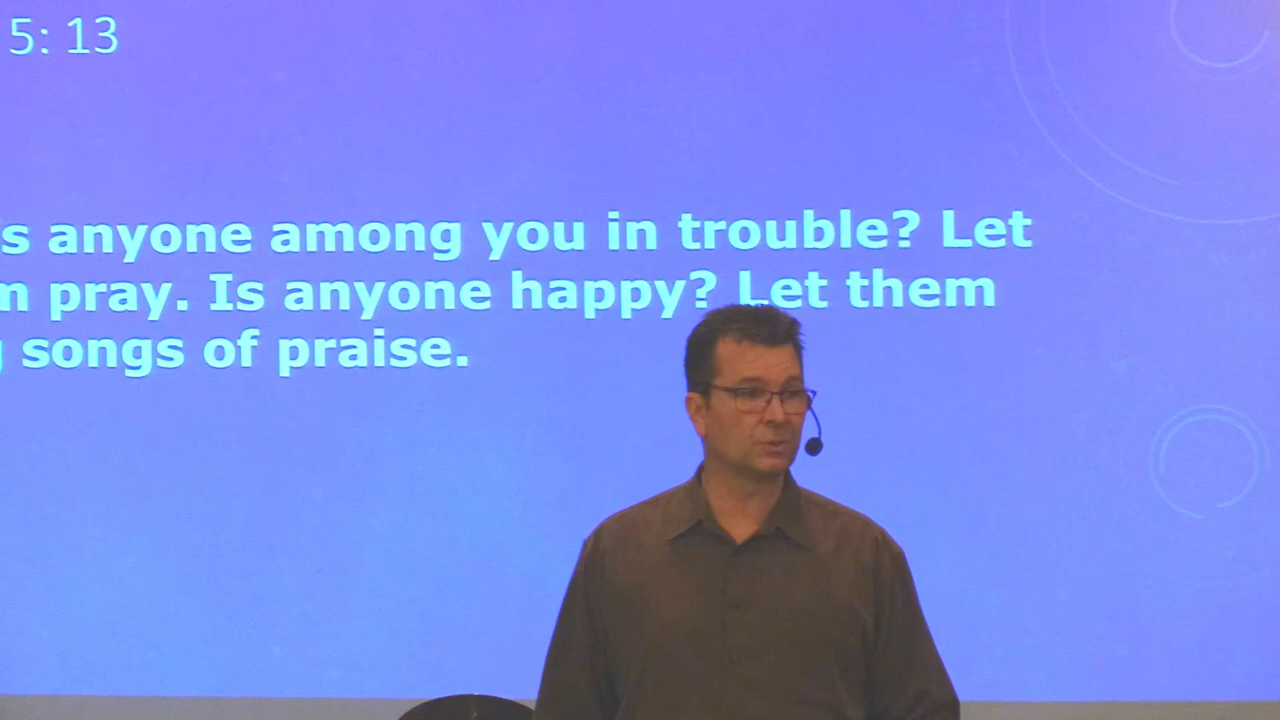 5: 13
s anyone among you in trouble? Let
m pray. Is anyone happy? Let them
g songs of praise.